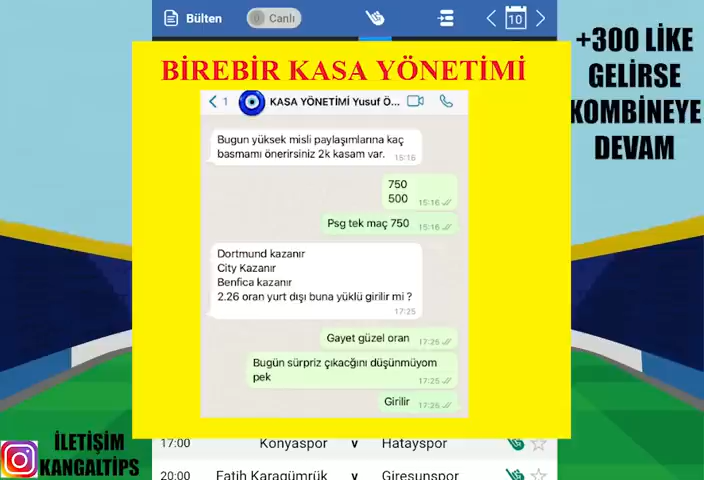 Bülten
Canlı
10
+300 LİKE
GELİRSE
KOMBİNEYE
DEVAM
BİREBİR KASA YÖNETİMİ
1 KASA YÖNETİMİ Yusuf Ö...
Bugun yüksek misli paylaşımlarına kaç
basmamı önerirsiniz 2k kasam var.
15:16
750
500
15:16
Psg tek maç 750
15:16
Dortmund kazanır
City Kazanır
Benfica kazanır
2.26 oran yurt dışı buna yüklü girilir mi ?
17:25
Gayet güzel oran
17:25
Bugün sürpriz çıkacğını düşünmüyom
pek
17:25
Girilir
17:25
17:00 Konyaspor v Hatayspor
20:00 Fatih Karagümrük v Giresunspor
İLETİŞİM
KANGALTİPS